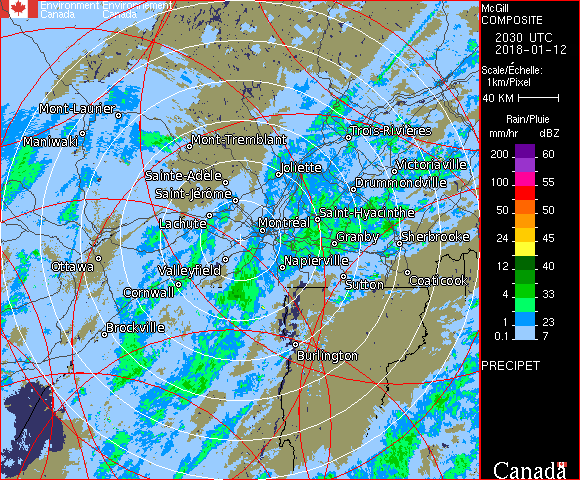 Environment Environnement
Canada Canada
McGill
COMPOSITE
2030 UTC
2018-01-12
Scale/Échelle:
1km/Pixel
40 KM
Rain/Pluie
mm/hr dBZ
200 60
100 55
50 50
24 45
12 40
4 33
1 23
0.1 7
PRECIPET
Canada
Mont-Laurier
Maniwaki
Mont-Tremblant
Trois-Rivières
Sainte-Adèle
Joliette
Victoriaville
Saint-Jérôme
Drummondville
Lachute
Montréal
Saint-Hyacinthe
Granby
Sherbrooke
Ottawa
Valleyfield
Napierville
Cornwall
Sutton
Coaticook
Brockville
Burlington